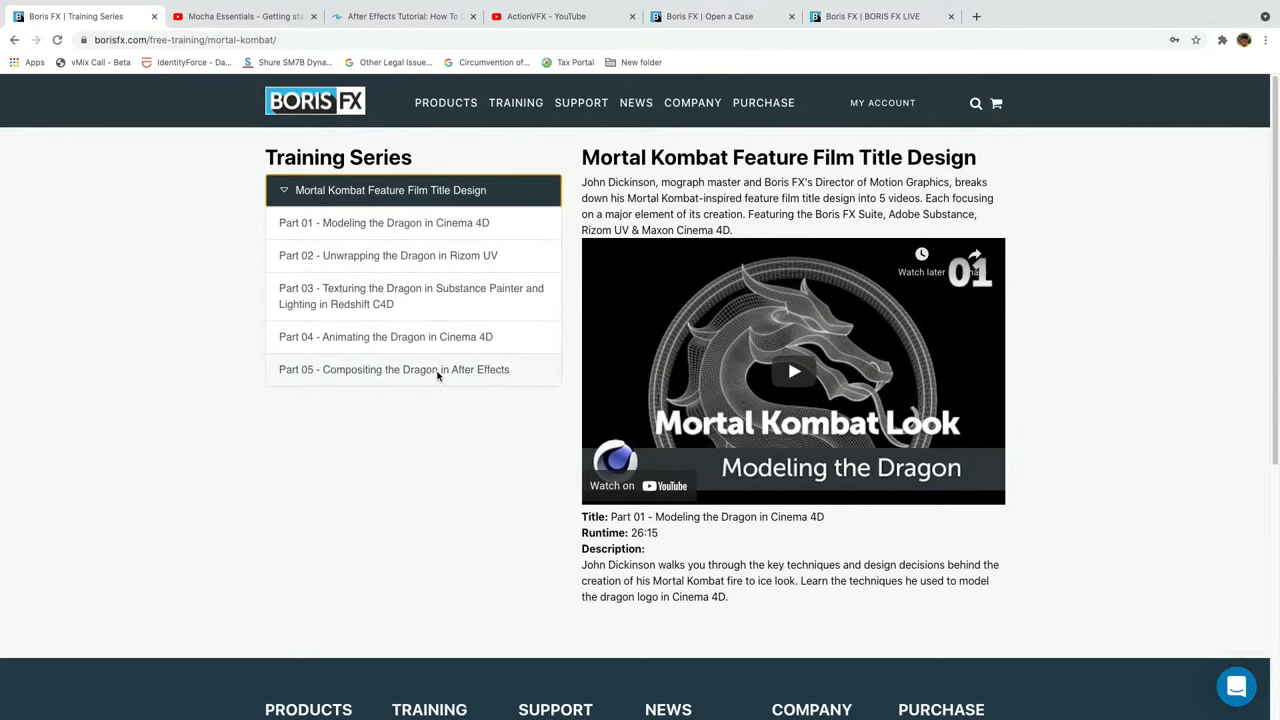 Boris FX | Training Series
Mocha Essentials - Getting sta
After Effects Tutorial: How To C
ActionVFX - YouTube
Boris FX | Open a Case
Boris FX | BORIS FX LIVE
borisfx.com/free-training/mortal-kombat/
Apps
vMix Call - Beta
IdentityForce - Da...
Shure SM7B Dyna...
Other Legal Issue...
Circumvention of...
Tax Portal
New folder
BORIS FX
PRODUCTS
TRAINING
SUPPORT
NEWS
COMPANY
PURCHASE
MY ACCOUNT
Training Series
Mortal Kombat Feature Film Title Design
Part 01 - Modeling the Dragon in Cinema 4D
Part 02 - Unwrapping the Dragon in Rizom UV
Part 03 - Texturing the Dragon in Substance Painter and
Lighting in Redshift C4D
Part 04 - Animating the Dragon in Cinema 4D
Part 05 - Compositing the Dragon in After Effects
Mortal Kombat Feature Film Title Design
John Dickinson, mograph master and Boris FX's Director of Motion Graphics, breaks
down his Mortal Kombat-inspired feature film title design into 5 videos. Each focusing
on a major element of its creation. Featuring the Boris FX Suite, Adobe Substance,
Rizom UV & Maxon Cinema 4D.
Watch later
01
Mortal Kombat Look
Modeling the Dragon
Watch on YouTube
Title: Part 01 - Modeling the Dragon in Cinema 4D
Runtime: 26:15
Description:
John Dickinson walks you through the key techniques and design decisions behind the
creation of his Mortal Kombat fire to ice look. Learn the techniques he used to model
the dragon logo in Cinema 4D.
PRODUCTS
TRAINING
SUPPORT
NEWS
COMPANY
PURCHASE